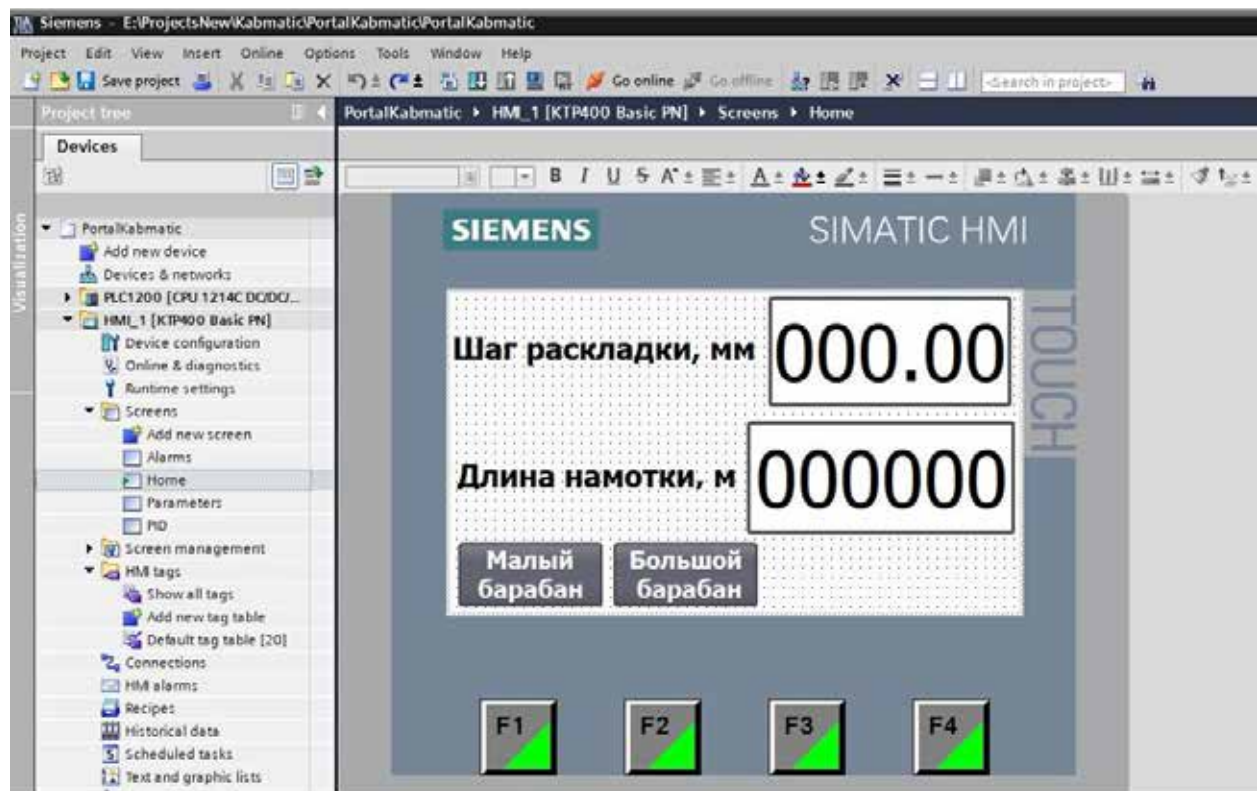 Siemens - E:\ProjectsNew\Kabmatic\PortalKabmatic\PortalKabmatic
Project Edit View Insert Online Options Tools Window Help
Save project Go online Go offline <Search in project>
Project tree
PortalKabmatic HMI_1 [KTP400 Basic PN] Screens Home
Devices
B I U S A A
Visualization
SIEMENS SIMATIC HMI
TOUCH
PortalKabmatic
Add new device
Devices & networks
PLC1200 [CPU 1214C DC/DC/...
HMI_1 [KTP400 Basic PN]
Device configuration
Online & diagnostics
Runtime settings
Screens
Add new screen
Alarms
Home
Parameters
PID
Screen management
HMI tags
Show all tags
Add new tag table
Default tag table [20]
Connections
HMI alarms
Recipes
Historical data
Scheduled tasks
Text and graphic lists
Шаг раскладки, мм 000.00
Длина намотки, м 000000
Малый
барабан
Большой
барабан
F1 F2 F3 F4